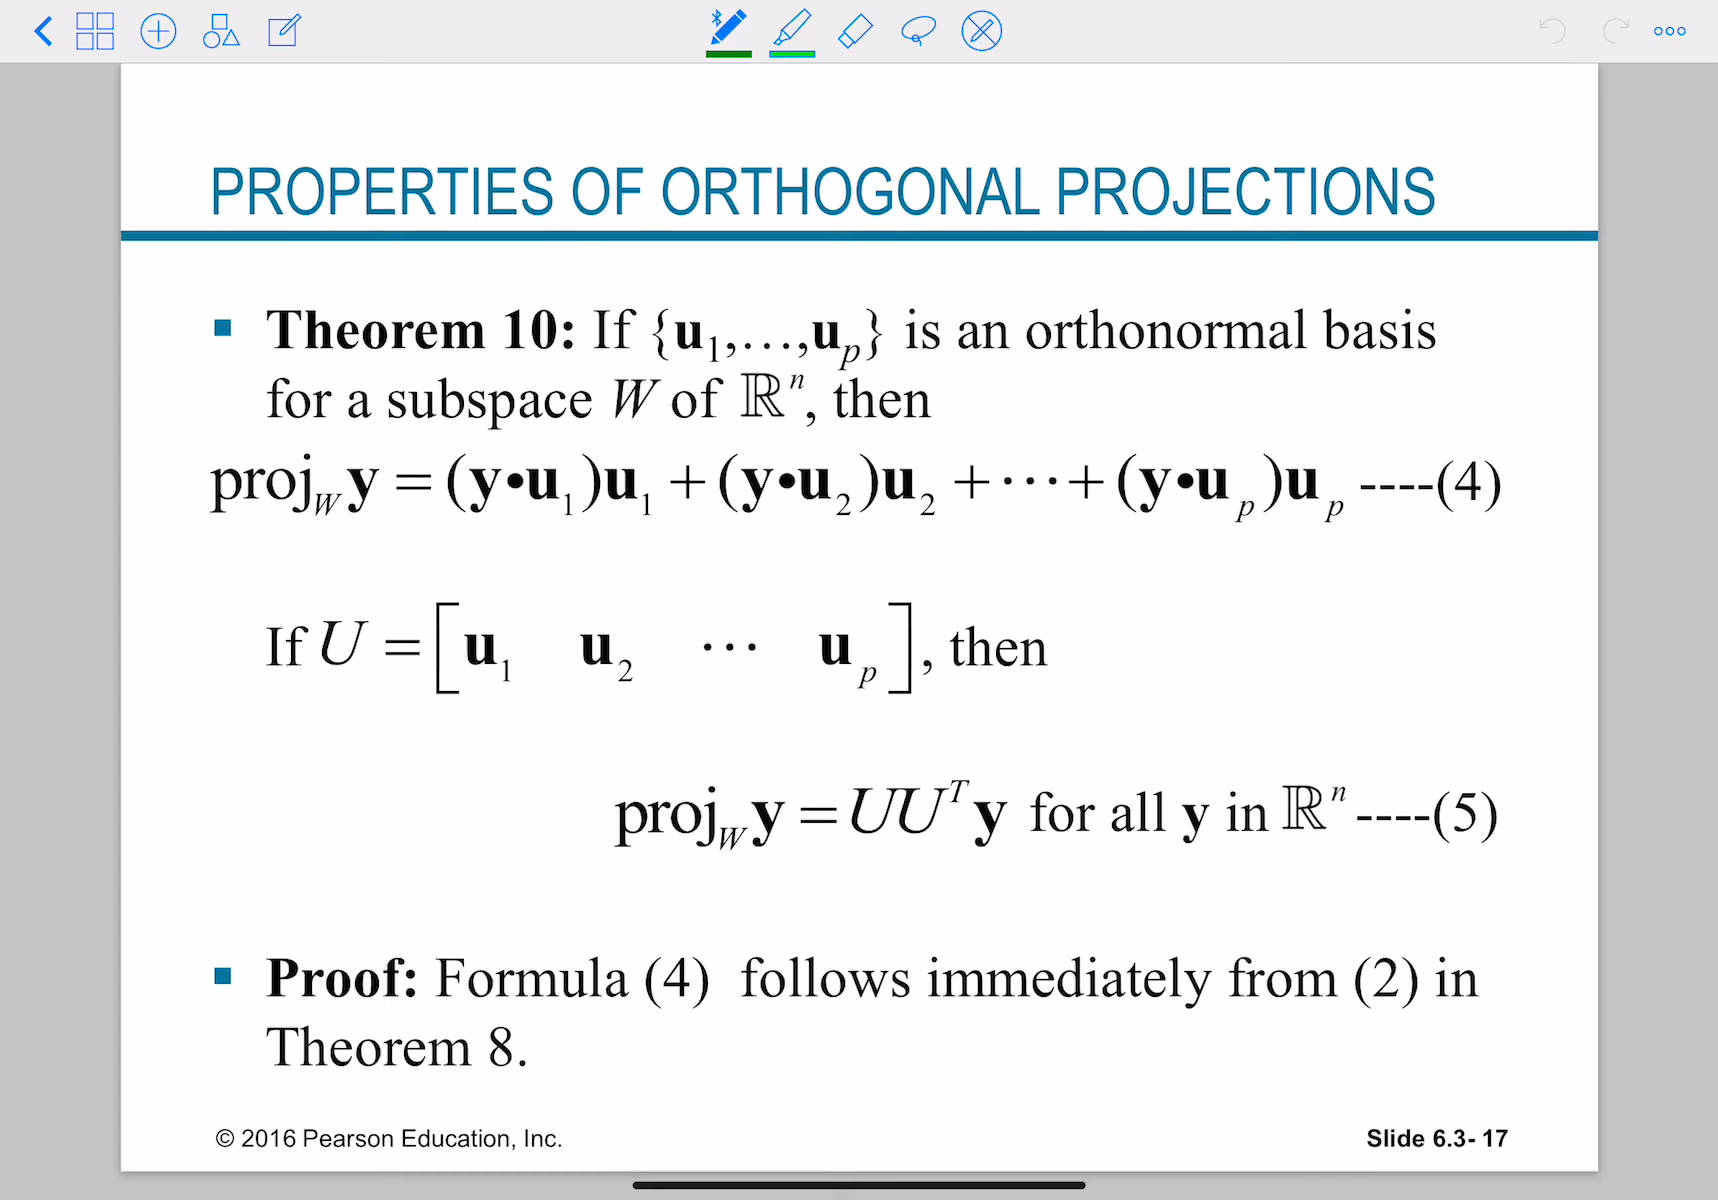 PROPERTIES OF ORTHOGONAL PROJECTIONS
▪ Theorem 10: If {u₁,…,uₚ} is an orthonormal basis
for a subspace W of ℝⁿ, then
proj_W y = (y•u₁)u₁ + (y•u₂)u₂ + ⋯ + (y•uₚ)uₚ ----(4)
If U = [u₁ u₂ ⋯ uₚ], then
proj_W y = UUᵀy for all y in ℝⁿ ----(5)
▪ Proof: Formula (4) follows immediately from (2) in
Theorem 8.
© 2016 Pearson Education, Inc.
Slide 6.3- 17